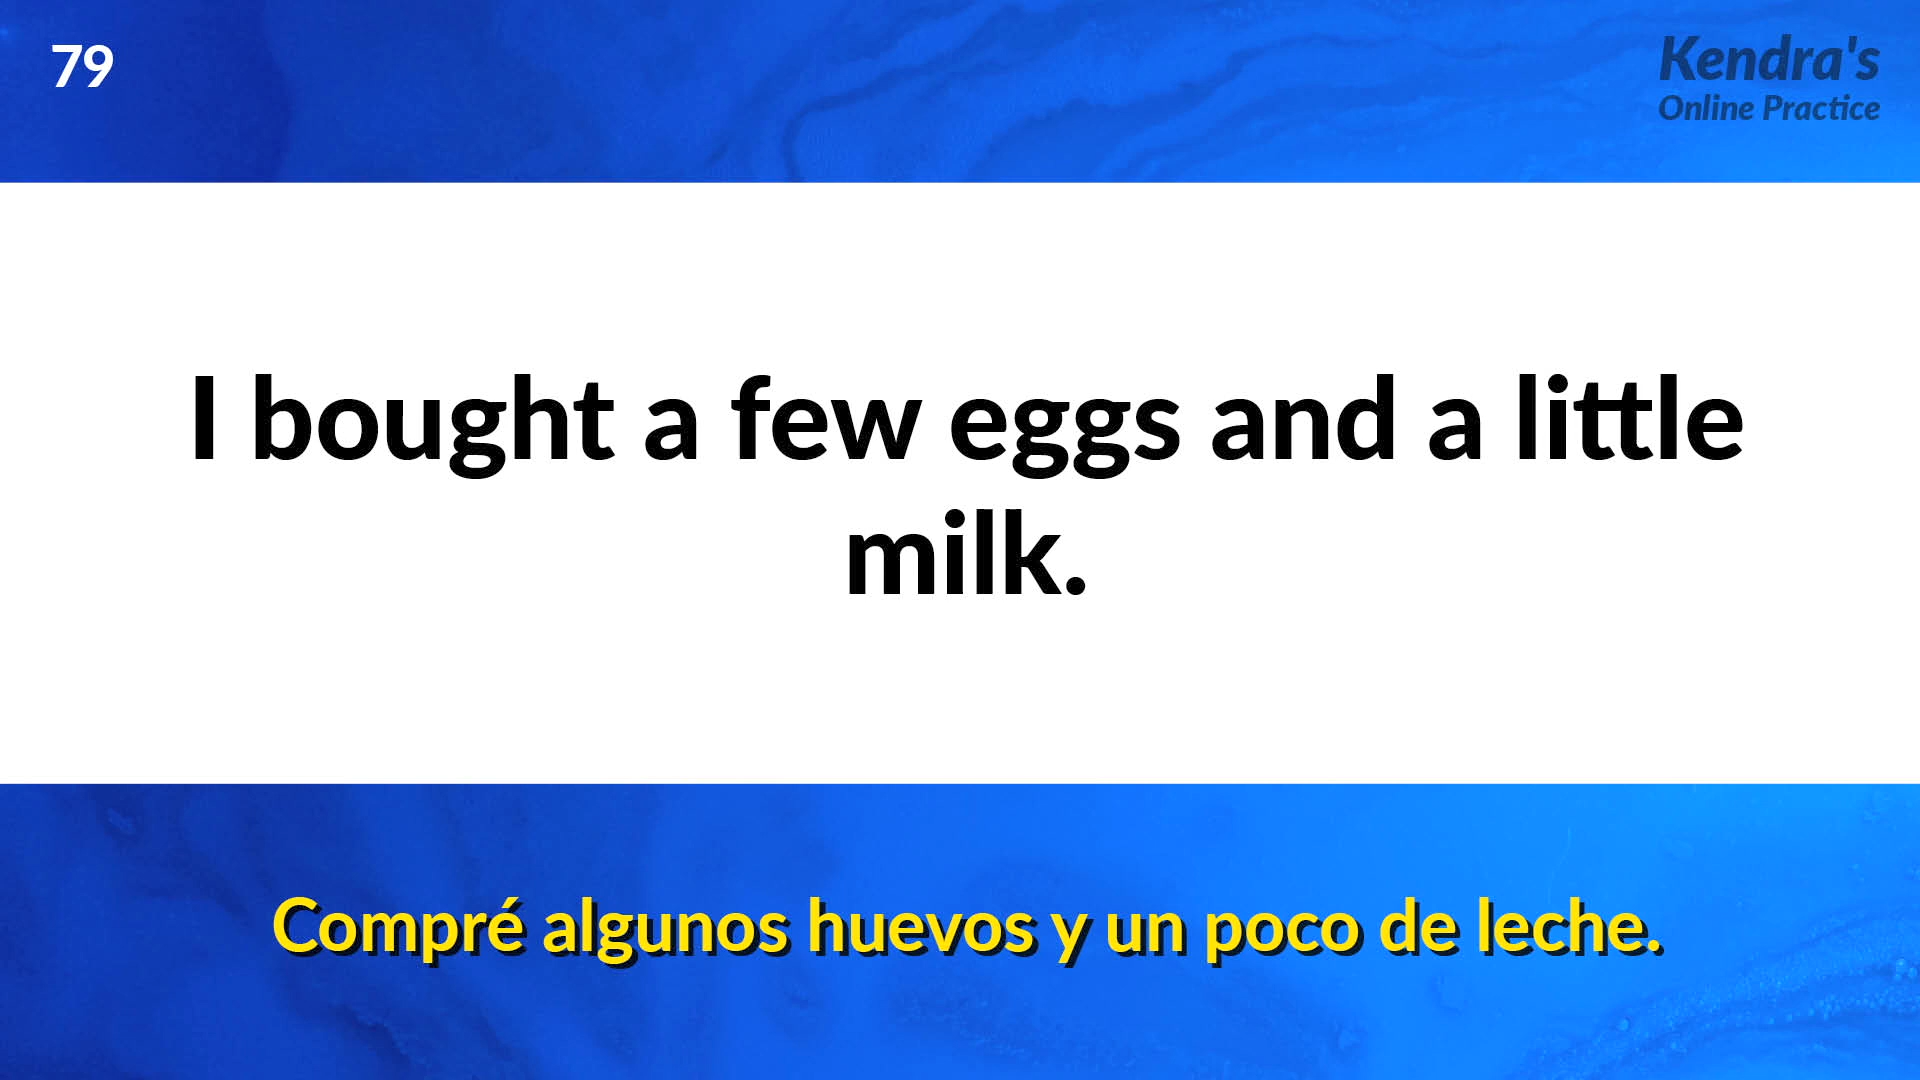 79
Kendra's
Online Practice
I bought a few eggs and a little
milk.
Compré algunos huevos y un poco de leche.